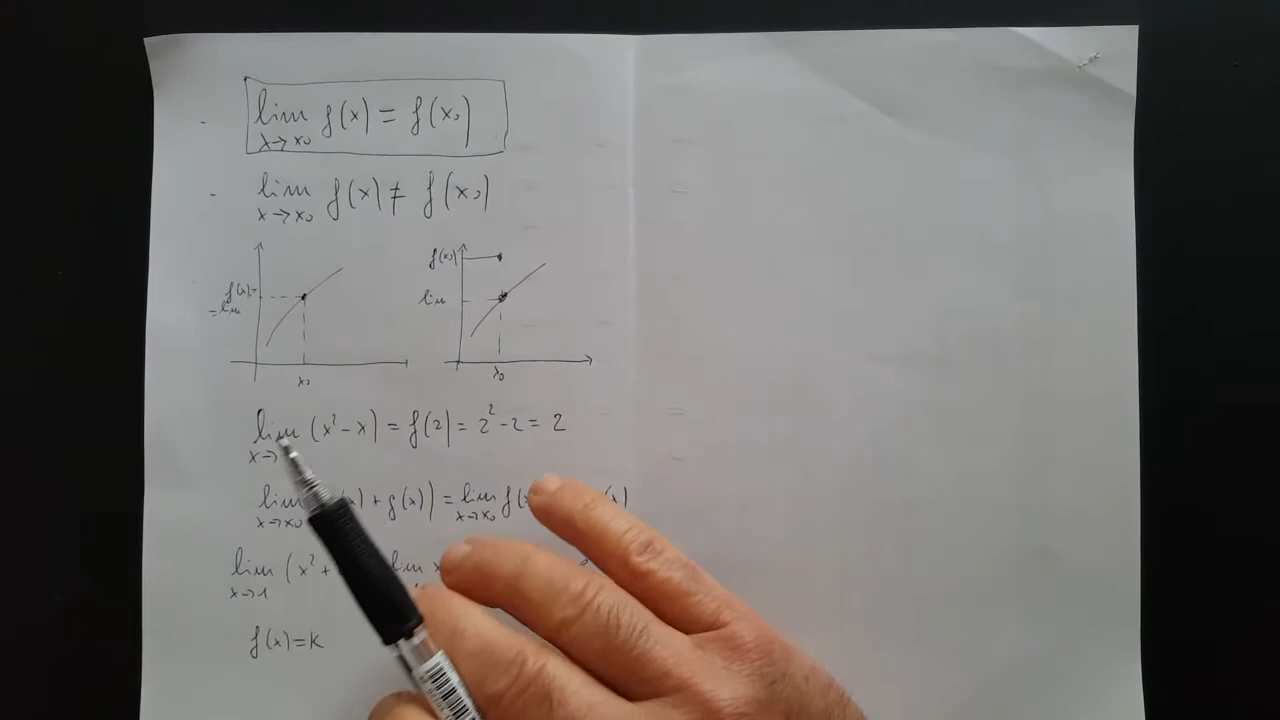 lim f(x) = f(x₀)
x→x₀
lim f(x) ≠ f(x₀)
x→x₀
f(x₀)=
=lim
x₀
f(x₀)
lim
x₀
lim (x² - x) = f(2) = 2² - 2 = 2
x→
lim + g(x)) = lim f(x
x→x₀ x→x₀
lim (x² + lim x
x→1
f(x) = K